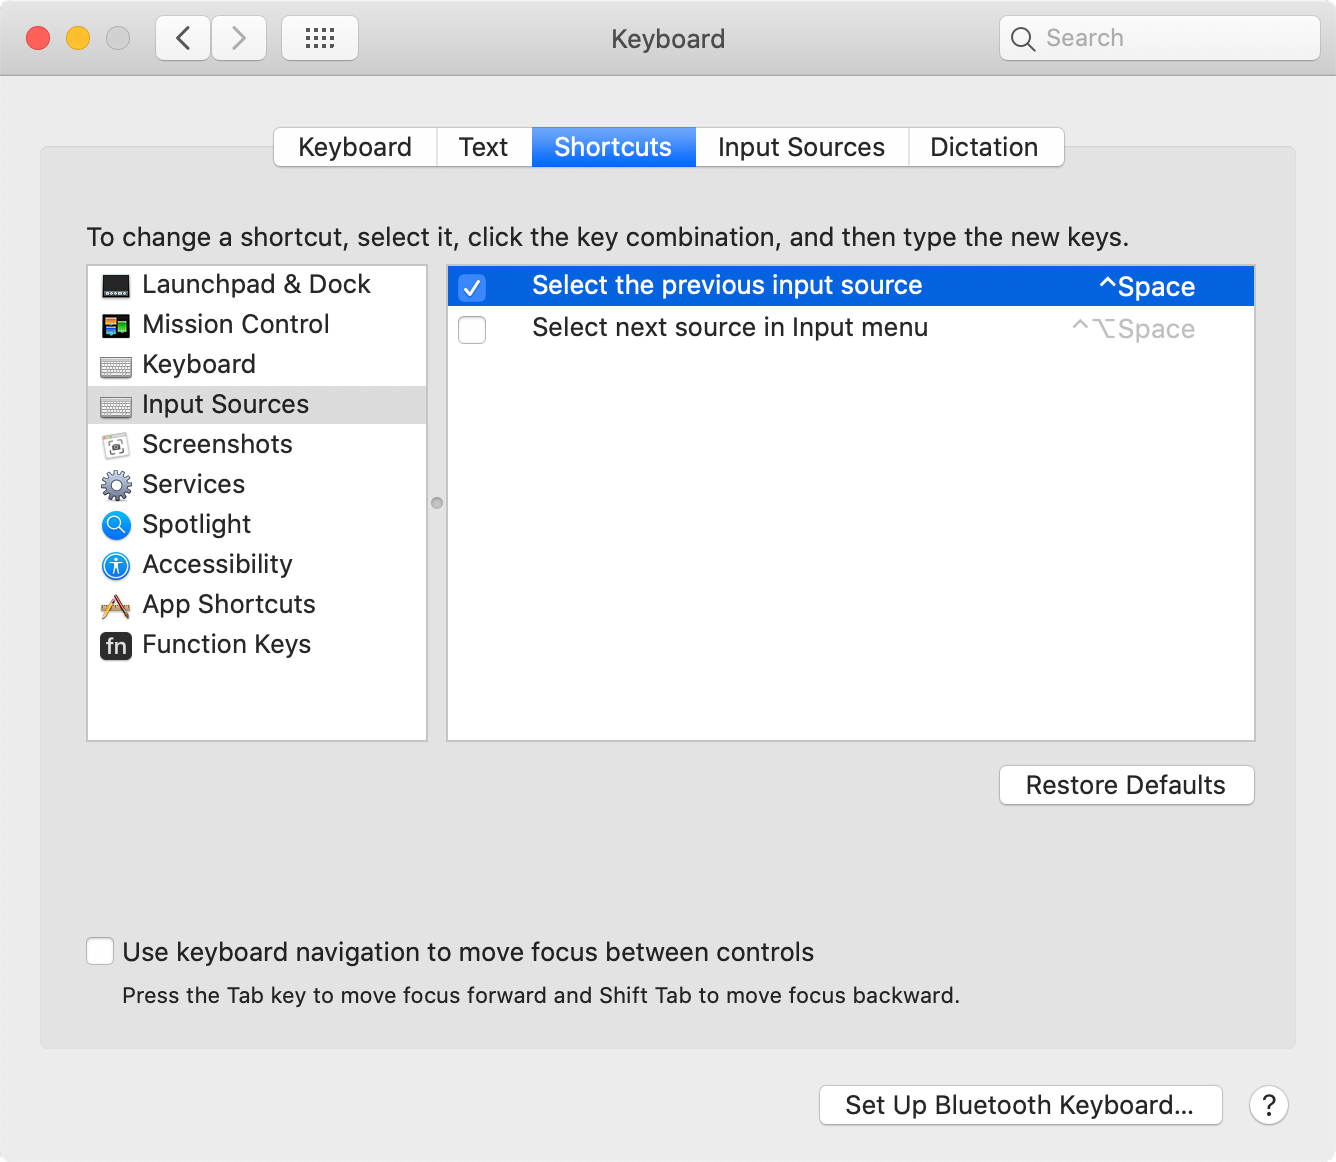 Keyboard
Search
Keyboard Text Shortcuts Input Sources Dictation
To change a shortcut, select it, click the key combination, and then type the new keys.
Launchpad & Dock
Mission Control
Keyboard
Input Sources
Screenshots
Services
Spotlight
Accessibility
App Shortcuts
fn Function Keys
Select the previous input source ^Space
Select next source in Input menu ^⌥Space
Restore Defaults
Use keyboard navigation to move focus between controls
Press the Tab key to move focus forward and Shift Tab to move focus backward.
Set Up Bluetooth Keyboard... ?